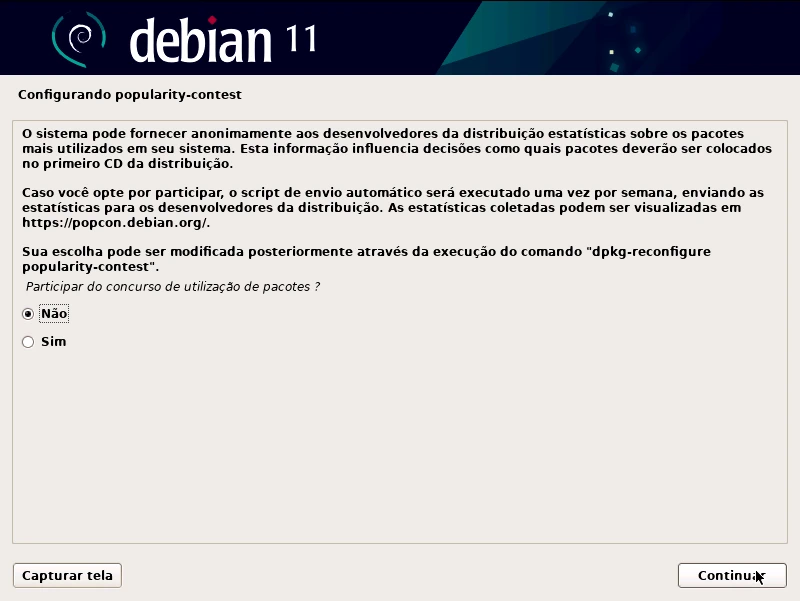 debian 11
Configurando popularity-contest
O sistema pode fornecer anonimamente aos desenvolvedores da distribuição estatísticas sobre os pacotes
mais utilizados em seu sistema. Esta informação influencia decisões como quais pacotes deverão ser colocados
no primeiro CD da distribuição.
Caso você opte por participar, o script de envio automático será executado uma vez por semana, enviando as
estatísticas para os desenvolvedores da distribuição. As estatísticas coletadas podem ser visualizadas em
https://popcon.debian.org/.
Sua escolha pode ser modificada posteriormente através da execução do comando "dpkg-reconfigure
popularity-contest".
Participar do concurso de utilização de pacotes ?
Não
Sim
Capturar tela
Continuar